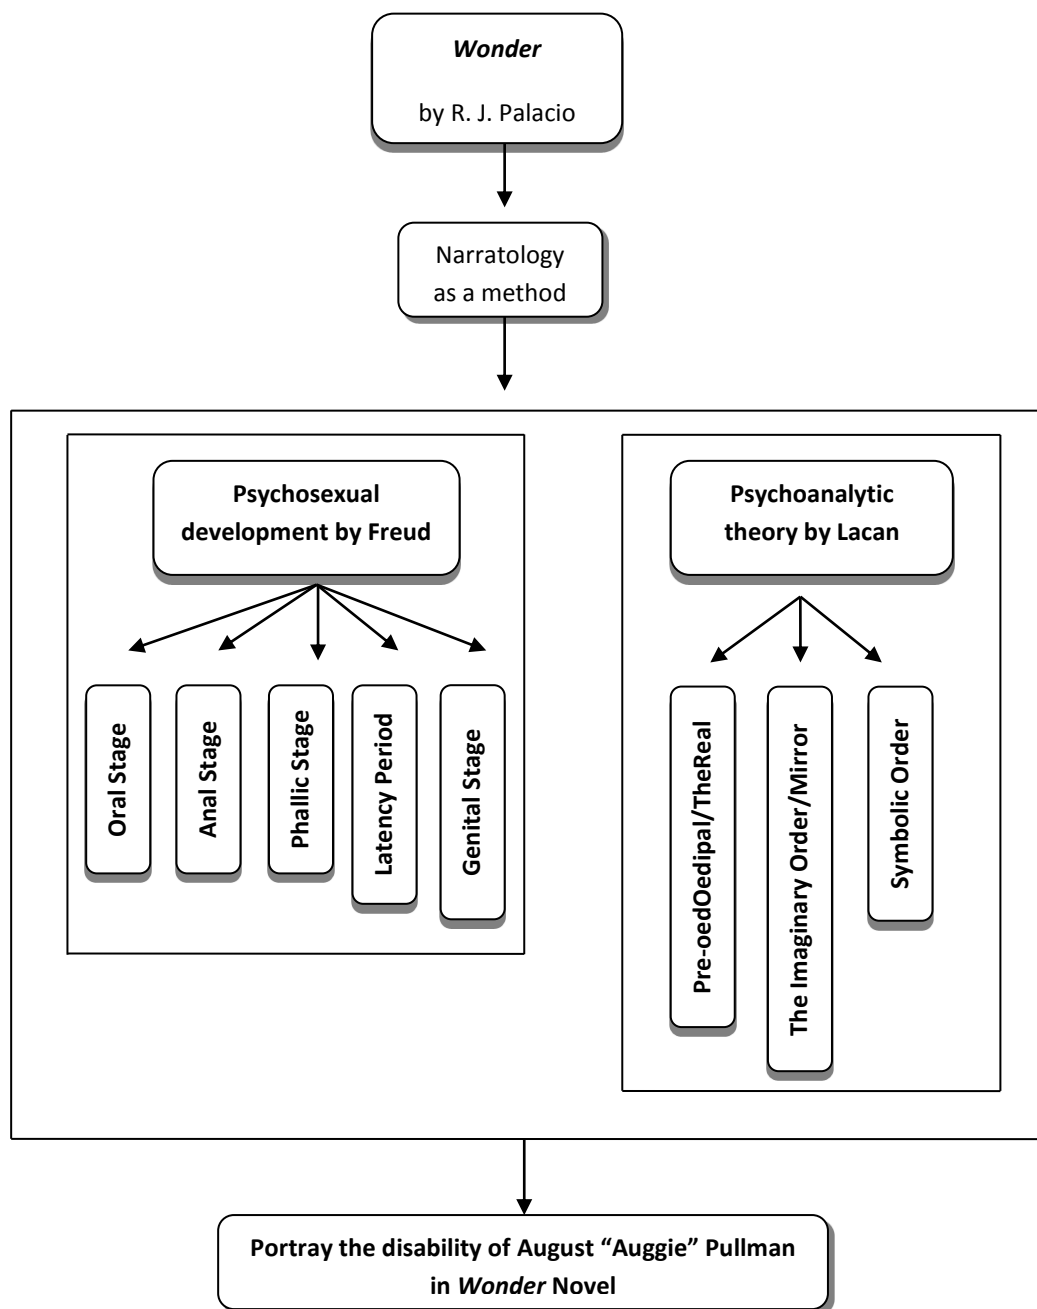 Wonder
by R. J. Palacio
Narratology
as a method
Psychosexual
development by Freud
Oral Stage
Anal Stage
Phallic Stage
Latency Period
Genital Stage
Psychoanalytic
theory by Lacan
Pre-oedOedipal/TheReal
The Imaginary Order/Mirror
Symbolic Order
Portray the disability of August “Auggie” Pullman
in Wonder Novel